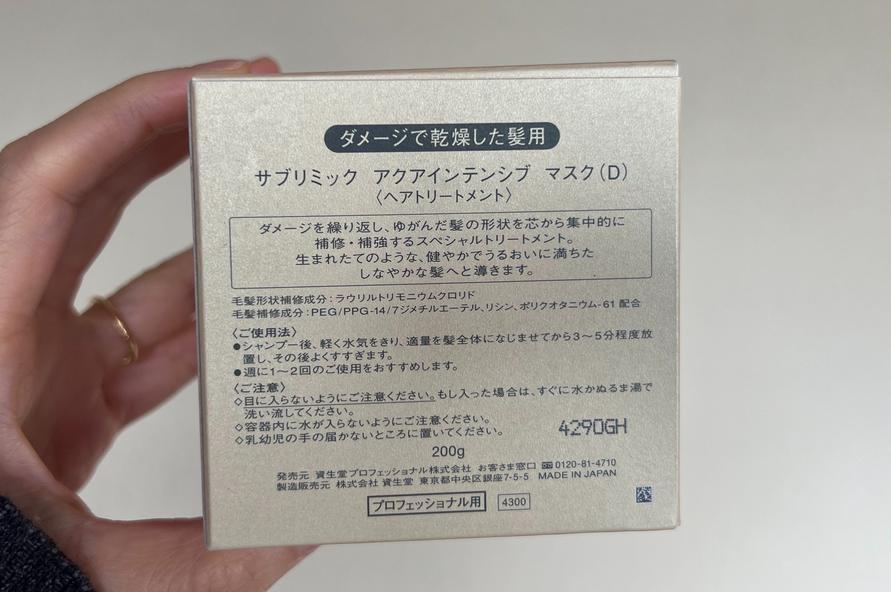 ダメージで乾燥した髪用
サブリミック アクアインテンシブ マスク(D)
〈ヘアトリートメント〉
ダメージを繰り返し、ゆがんだ髪の形状を芯から集中的に
補修・補強するスペシャルトリートメント。
生まれたてのような、健やかでうるおいに満ちた
しなやかな髪へと導きます。
毛髪形状補修成分:ラウリルトリモニウムクロリド
毛髪補修成分:PEG/PPG-14/7ジメチルエーテル、リシン、ポリクオタニウム-61 配合
〈ご使用法〉
●シャンプー後、軽く水気をきり、適量を髪全体になじませてから3〜5分程度放
置し、その後よくすすぎます。
●週に1〜2回のご使用をおすすめします。
〈ご注意〉
◇目に入らないようにご注意ください。もし入った場合は、すぐに水かぬるま湯で
洗い流してください。
◇容器内に水が入らないようにご注意ください。
◇乳幼児の手の届かないところに置いてください。
4290GH
200g
発売元 資生堂プロフェッショナル株式会社 お客さま窓口 0120-81-4710
製造販売元 株式会社 資生堂 東京都中央区銀座7-5-5 MADE IN JAPAN
プロフェッショナル用 4300